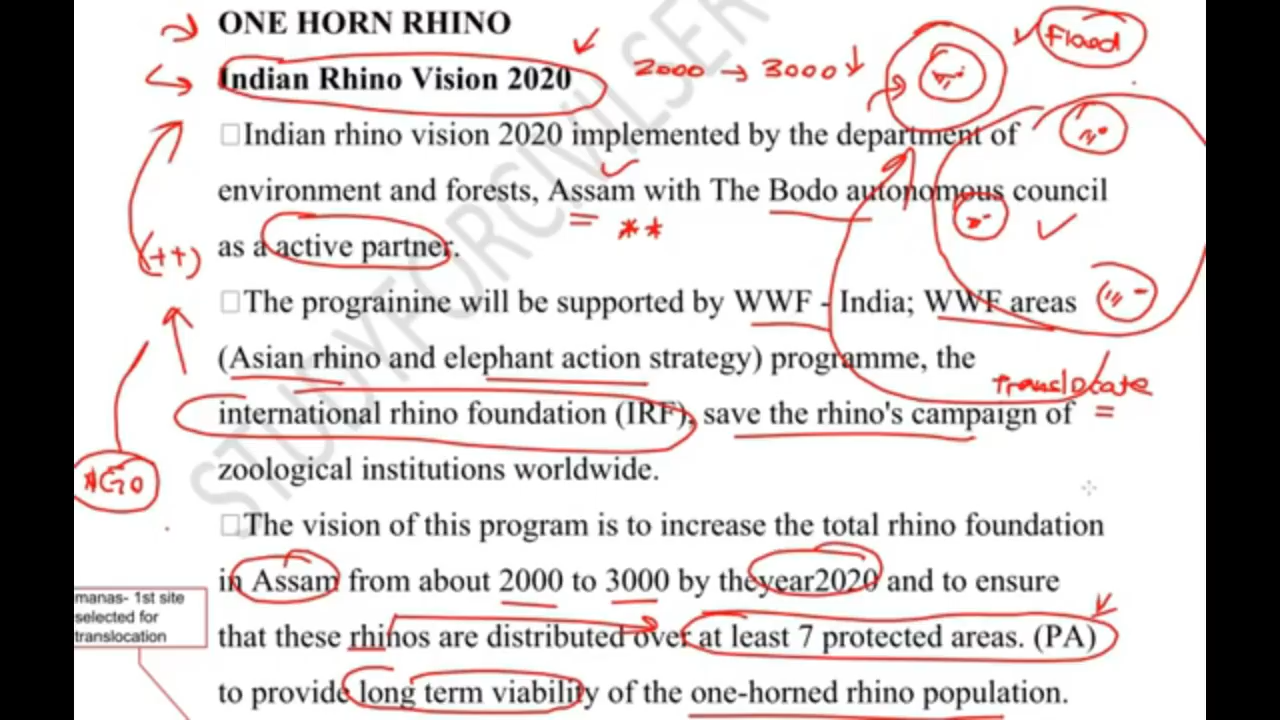 ONE HORN RHINO
Flood
Indian Rhino Vision 2020
2000 → 3000
Indian rhino vision 2020 implemented by the department of
environment and forests, Assam with The Bodo autonomous council
**
(++) as a active partner.
The prograinine will be supported by WWF - India; WWF areas
(Asian rhino and elephant action strategy) programme, the
translocate
international rhino foundation (IRF), save the rhino's campaign of
zoological institutions worldwide.
NGO
The vision of this program is to increase the total rhino foundation
in Assam from about 2000 to 3000 by theyear2020 and to ensure
manas- 1st site
selected for
translocation
that these rhinos are distributed over at least 7 protected areas. (PA)
to provide long term viability of the one-horned rhino population.
STUDYFORCIVILSER